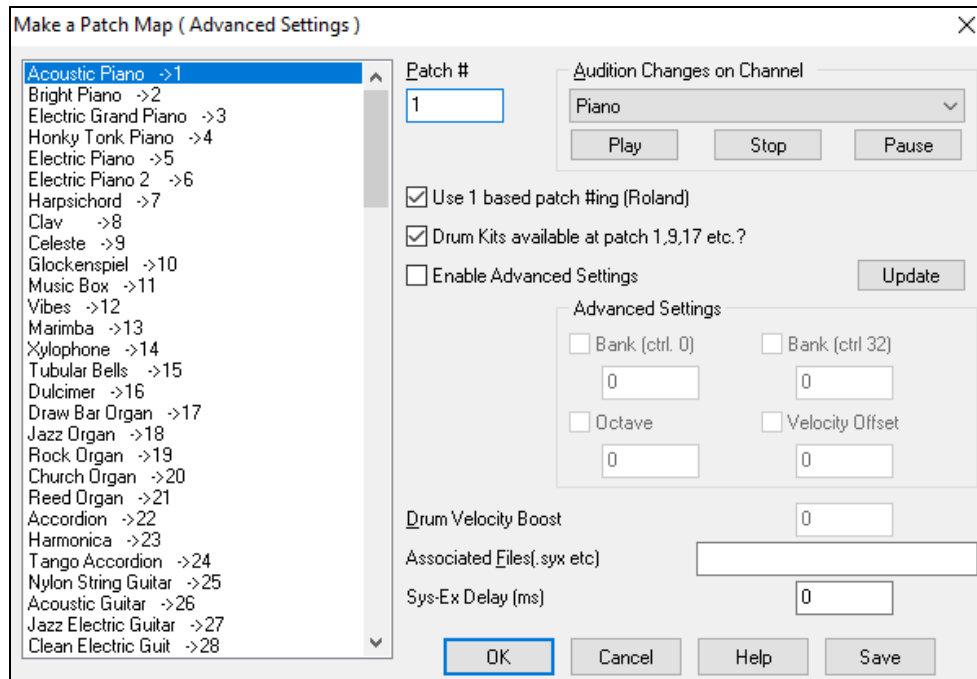 Make a Patch Map ( Advanced Settings )
Acoustic Piano ->1
Bright Piano ->2
Electric Grand Piano ->3
Honky Tonk Piano ->4
Electric Piano ->5
Electric Piano 2 ->6
Harpsichord ->7
Clav ->8
Celeste ->9
Glockenspiel ->10
Music Box ->11
Vibes ->12
Marimba ->13
Xylophone ->14
Tubular Bells ->15
Dulcimer ->16
Draw Bar Organ ->17
Jazz Organ ->18
Rock Organ ->19
Church Organ ->20
Reed Organ ->21
Accordion ->22
Harmonica ->23
Tango Accordion ->24
Nylon String Guitar ->25
Acoustic Guitar ->26
Jazz Electric Guitar ->27
Clean Electric Guit ->28
Patch #
1
Audition Changes on Channel
Piano
Play Stop Pause
Use 1 based patch #ing (Roland)
Drum Kits available at patch 1,9,17 etc.?
Enable Advanced Settings Update
Advanced Settings
Bank (ctrl. 0) Bank (ctrl 32)
0 0
Octave Velocity Offset
0 0
Drum Velocity Boost 0
Associated Files(.syx etc)
Sys-Ex Delay (ms) 0
OK Cancel Help Save